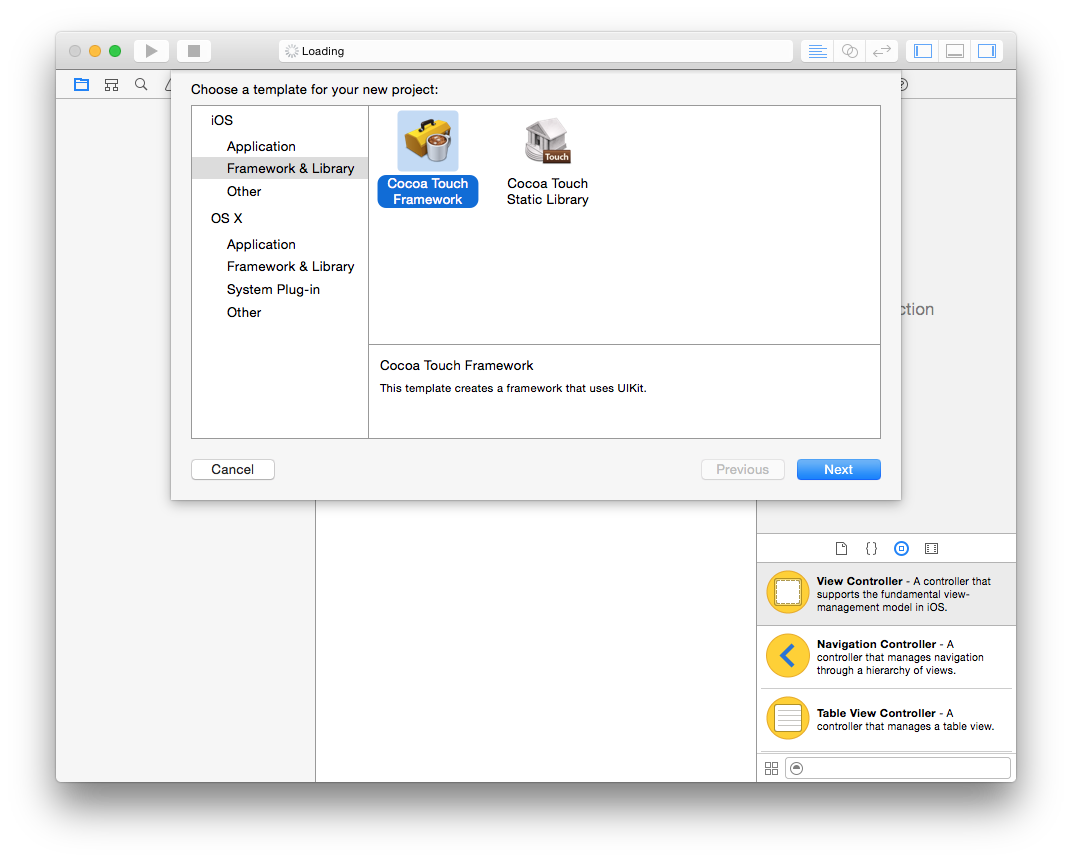 Loading
Choose a template for your new project:
iOS
Application
Framework & Library
Other
OS X
Application
Framework & Library
System Plug-in
Other
Cocoa Touch
Framework
Touch
Cocoa Touch
Static Library
Cocoa Touch Framework
This template creates a framework that uses UIKit.
Cancel
Previous
Next
ction
{}
View Controller - A controller that
supports the fundamental view-
management model in iOS.
Navigation Controller - A
controller that manages navigation
through a hierarchy of views.
Table View Controller - A
controller that manages a table view.